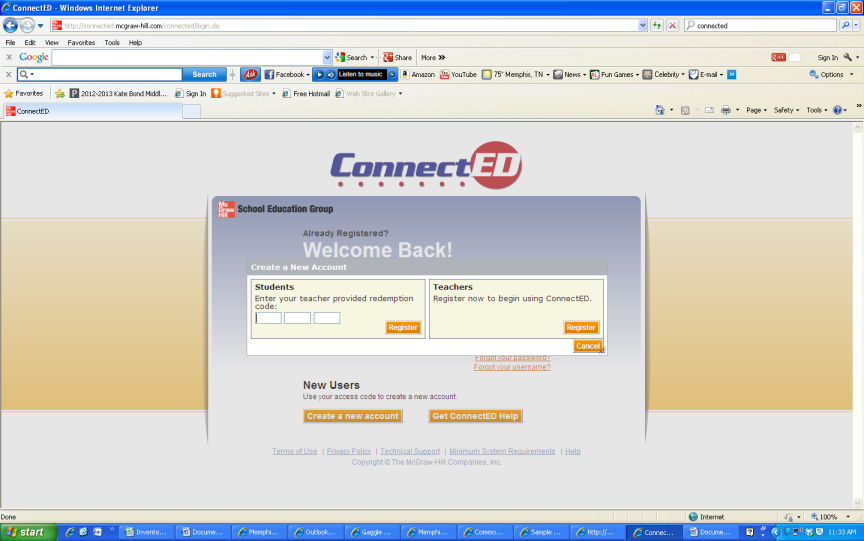 ConnectED - Windows Internet Explorer
http://connected.mcgraw-hill.com/connected/login.do
connected
File Edit View Favorites Tools Help
x Google Search Share More » Sign In
x Search Ask Facebook Listen to music Amazon YouTube 75° Memphis, TN News Fun Games Celebrity E-mail » Options
Favorites 2012-2013 Kate Bond Middl... Sign In Suggested Sites Free Hotmail Web Slice Gallery
ConnectED
Page Safety Tools »
ConnectED
Mc Graw Hill School Education Group
Already Registered?
Welcome Back!
Create a New Account
Students
Enter your teacher provided redemption
code:
Register
Teachers
Register now to begin using ConnectED.
Register
Cancel
Forgot your password?
Forgot your username?
New Users
Use your access code to create a new account.
Create a new account Get ConnectED Help
Terms of Use | Privacy Policy | Technical Support | Minimum System Requirements | Help
Copyright © The McGraw-Hill Companies, Inc.
Done Internet 100%
start Invento... Docume... Memphi... Outlook... Gaggle ... Memphi... Commo... Sample ... http://... Connec... Docume... 11:33 AM